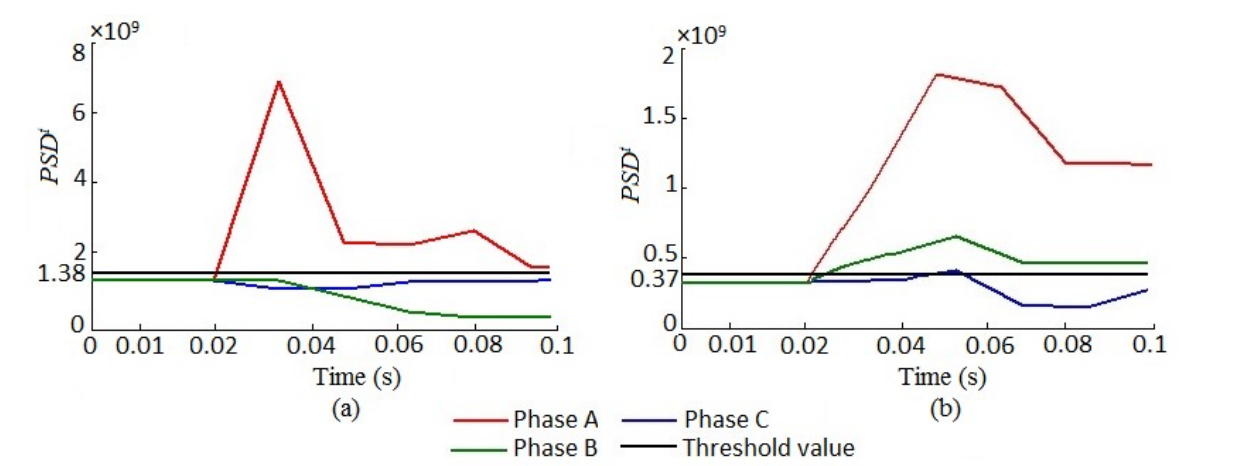 ×10⁹
8
6
4
2
1.38
0
PSDⁱ
0 0.01 0.02 0.04 0.06 0.08 0.1
Time (s)
(a)
×10⁹
2
1.5
1
0.5
0.37
0
PSDⁱ
0 0.01 0.02 0.04 0.06 0.08 0.1
Time (s)
(b)
Phase A
Phase C
Phase B
Threshold value